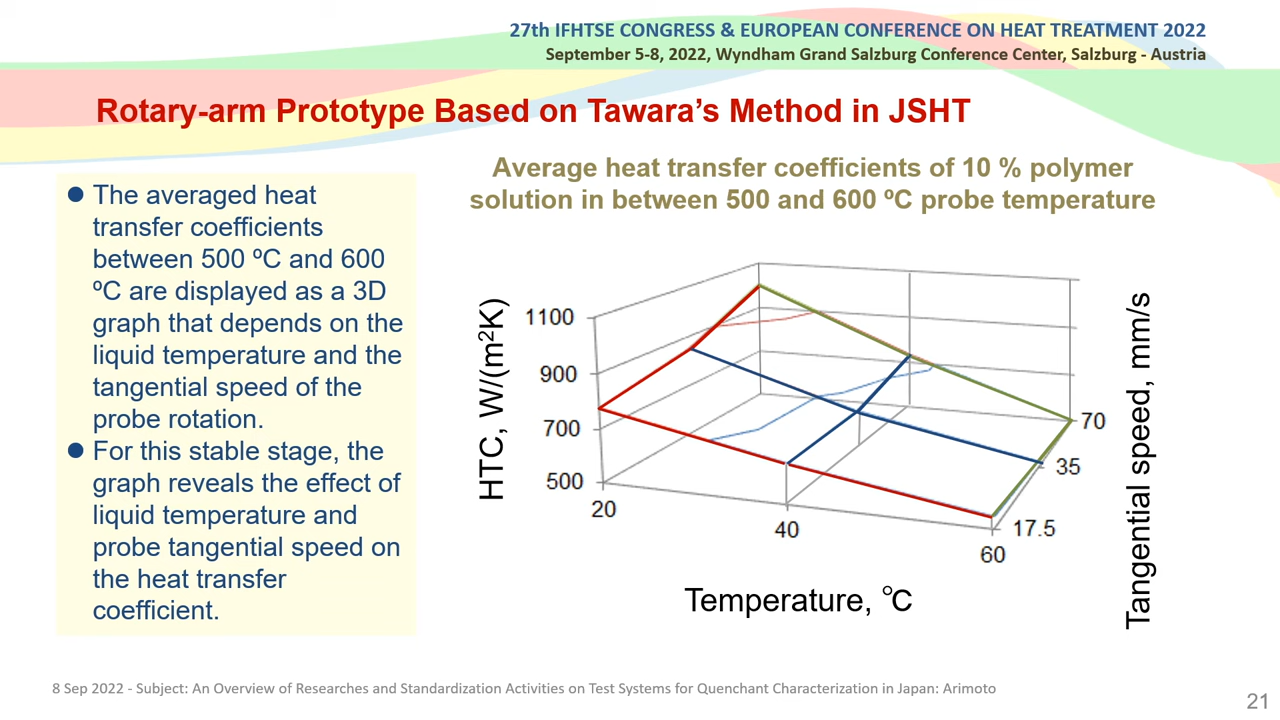 27th IFHTSE CONGRESS & EUROPEAN CONFERENCE ON HEAT TREATMENT 2022
September 5-8, 2022, Wyndham Grand Salzburg Conference Center, Salzburg - Austria
Rotary-arm Prototype Based on Tawara's Method in JSHT
● The averaged heat
transfer coefficients
between 500 ºC and 600
ºC are displayed as a 3D
graph that depends on the
liquid temperature and the
tangential speed of the
probe rotation.
● For this stable stage, the
graph reveals the effect of
liquid temperature and
probe tangential speed on
the heat transfer
coefficient.
Average heat transfer coefficients of 10 % polymer
solution in between 500 and 600 ºC probe temperature
HTC, W/(m²K)
1100
900
700
500
20
40
60
17.5
35
70
Temperature, ℃
Tangential speed, mm/s
8 Sep 2022 - Subject: An Overview of Researches and Standardization Activities on Test Systems for Quenchant Characterization in Japan: Arimoto
21